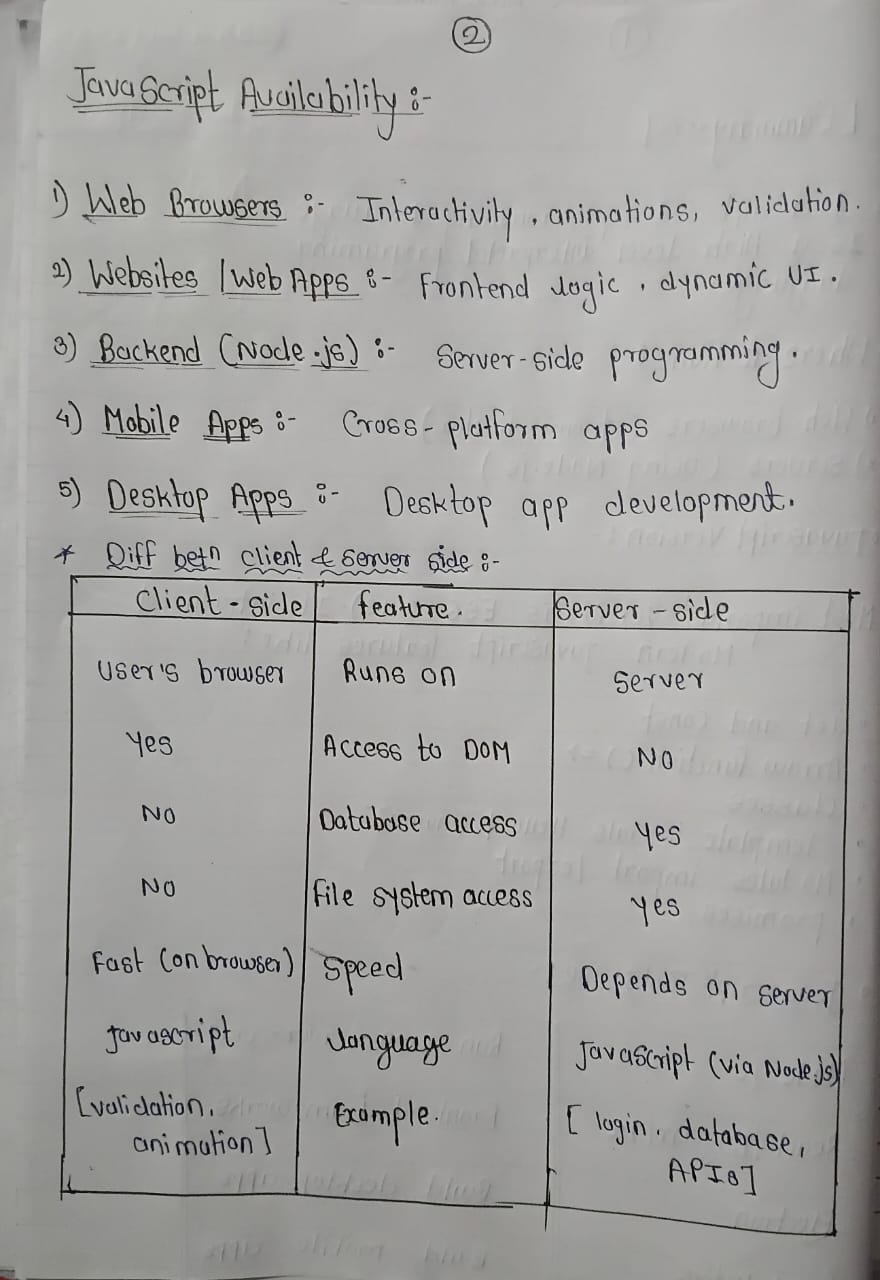 2
JavaScript Availability :-
1) Web Browsers :- Interactivity, animations, validation.
2) Websites / Web Apps :- Frontend logic, dynamic UI.
3) Backend (Node.js) :- Server-side programming.
4) Mobile Apps :- Cross-platform apps
5) Desktop Apps :- Desktop app development.
* Diff betn client & server side :-
Client-side feature. Server-side
User's browser Runs on Server
Yes Access to DOM NO
NO Database access yes
NO File system access yes
Fast (on browser) Speed Depends on server
Javascript language Javascript (via Node.js)
[validation, Example. [login, database,
animation] APIs]